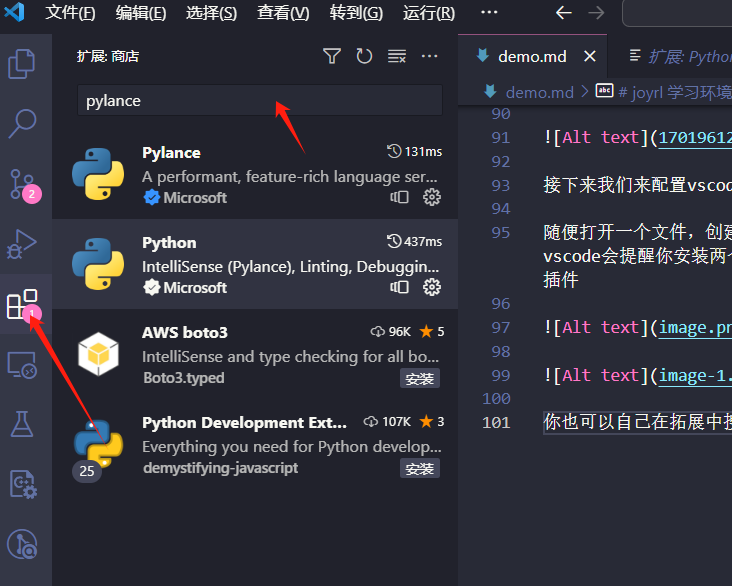 文件(F) 编辑(E) 选择(S) 查看(V) 转到(G) 运行(R) ···
扩展: 商店
pylance
Pylance 131ms
A performant, feature-rich language ser...
Microsoft
Python 437ms
IntelliSense (Pylance), Linting, Debuggin...
Microsoft
AWS boto3 96K 5
IntelliSense and type checking for all bo...
Boto3.typed 安装
Python Development Ext... 107K 3
Everything you need for Python develop...
demystifying-javascript 安装
25
2
1
demo.md 扩展: Pytho
demo.md > abc # joyrl 学习环境
90
91 ![Alt text](17019612
92
93 接下来我们来配置vscod
94
95 随便打开一个文件，创建
vscode会提醒你安装两个
插件
96
97 ![Alt text](image.pn
98
99 ![Alt text](image-1.
100
101 你也可以自己在拓展中搜